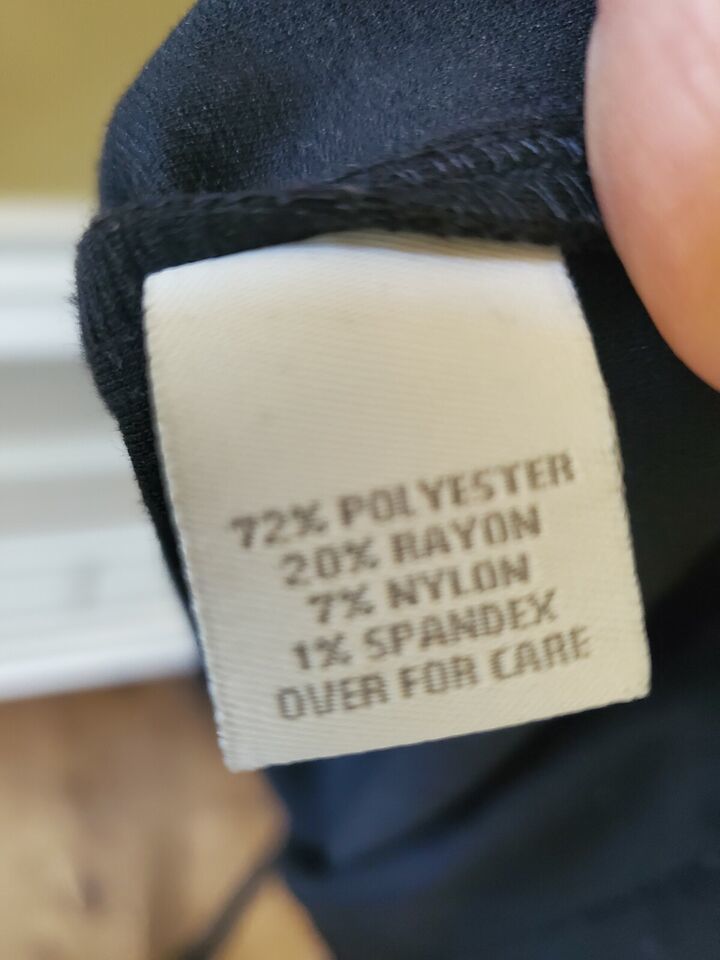 72% POLYESTER
20% RAYON
7% NYLON
1% SPANDEX
OVER FOR CARE